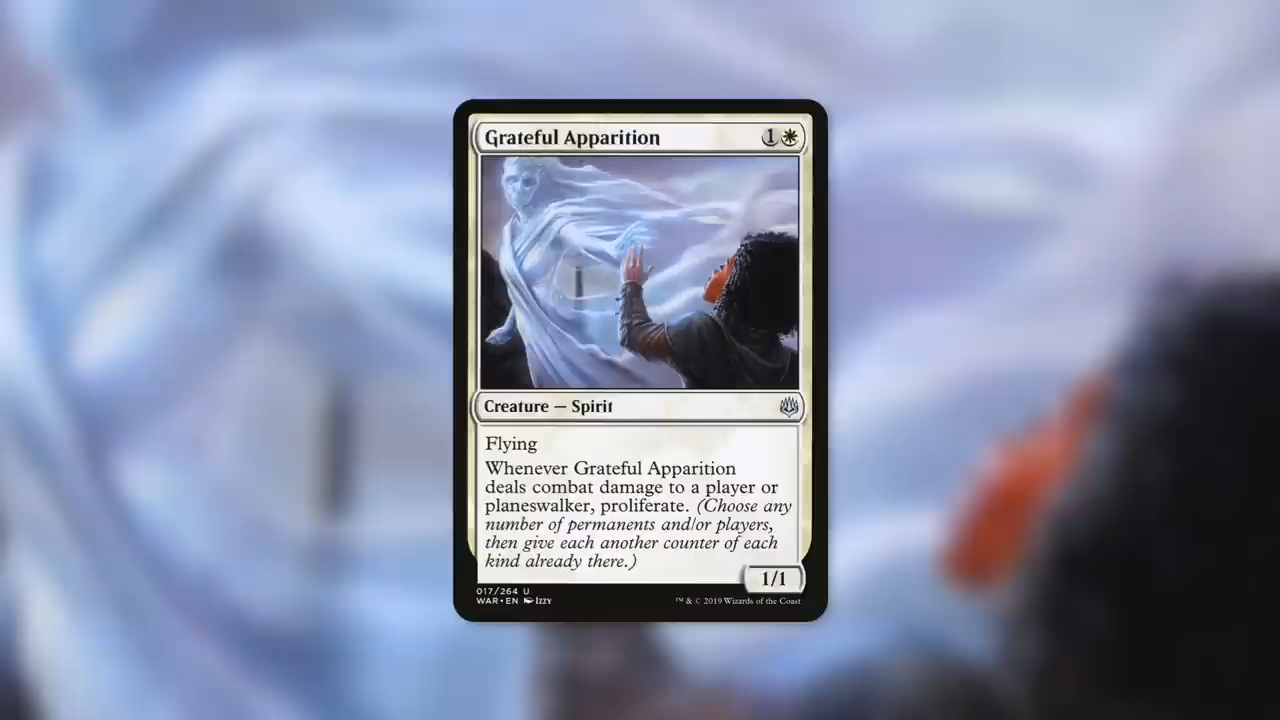 Grateful Apparition 1
Creature — Spirit
Flying
Whenever Grateful Apparition
deals combat damage to a player or
planeswalker, proliferate. (Choose any
number of permanents and/or players,
then give each another counter of each
kind already there.)
1/1
017/264 U
WAR • EN Izzy
™ & © 2019 Wizards of the Coast